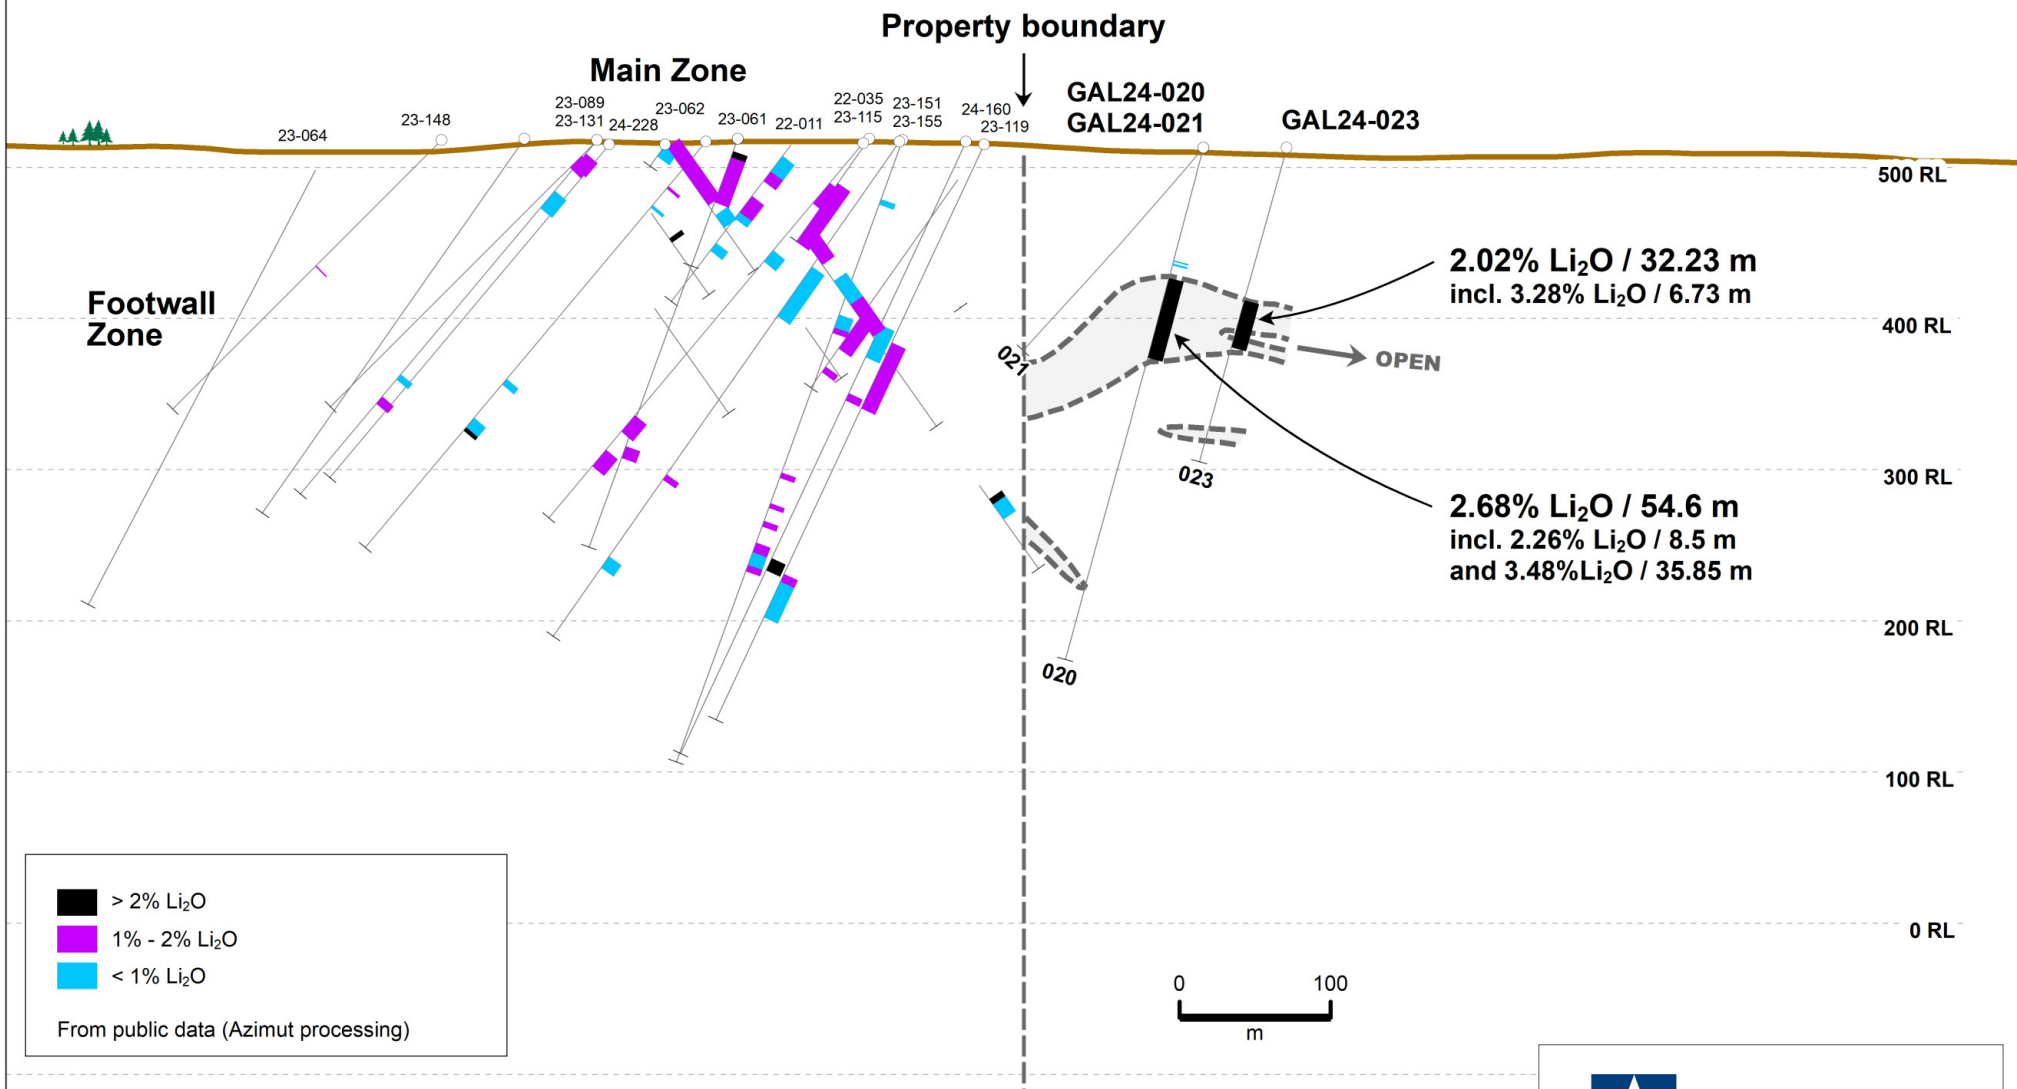 Property boundary
Main Zone
GAL24-020
GAL24-021
GAL24-023
23-064
23-148
23-089
23-131
24-228
23-062
23-061
22-011
22-035
23-115
23-151
23-155
24-160
23-119
500 RL
2.02% Li₂O / 32.23 m
incl. 3.28% Li₂O / 6.73 m
Footwall
Zone
400 RL
021
OPEN
300 RL
023
2.68% Li₂O / 54.6 m
incl. 2.26% Li₂O / 8.5 m
and 3.48%Li₂O / 35.85 m
200 RL
020
100 RL
0 RL
> 2% Li₂O
1% - 2% Li₂O
< 1% Li₂O
From public data (Azimut processing)
0 100
m